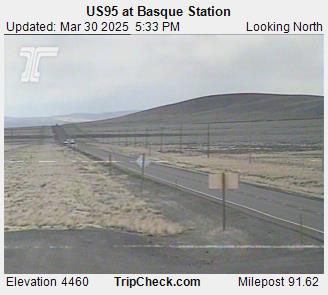 US95 at Basque Station
Updated: Mar 30 2025 5:33 PM Looking North
Elevation 4460 TripCheck.com Milepost 91.62